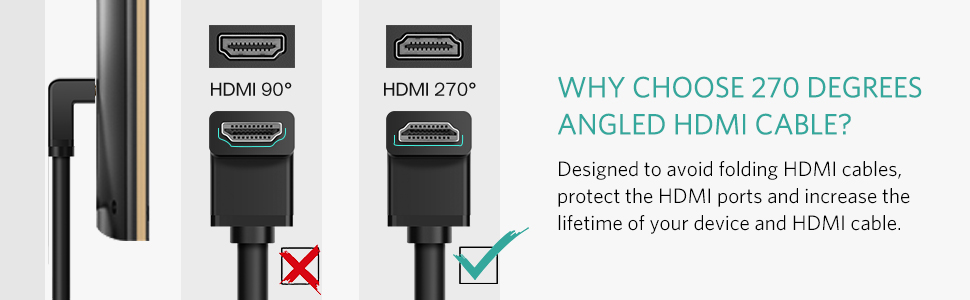 HDMI 90°
HDMI 270°
WHY CHOOSE 270 DEGREES
ANGLED HDMI CABLE?
Designed to avoid folding HDMI cables,
protect the HDMI ports and increase the
lifetime of your device and HDMI cable.